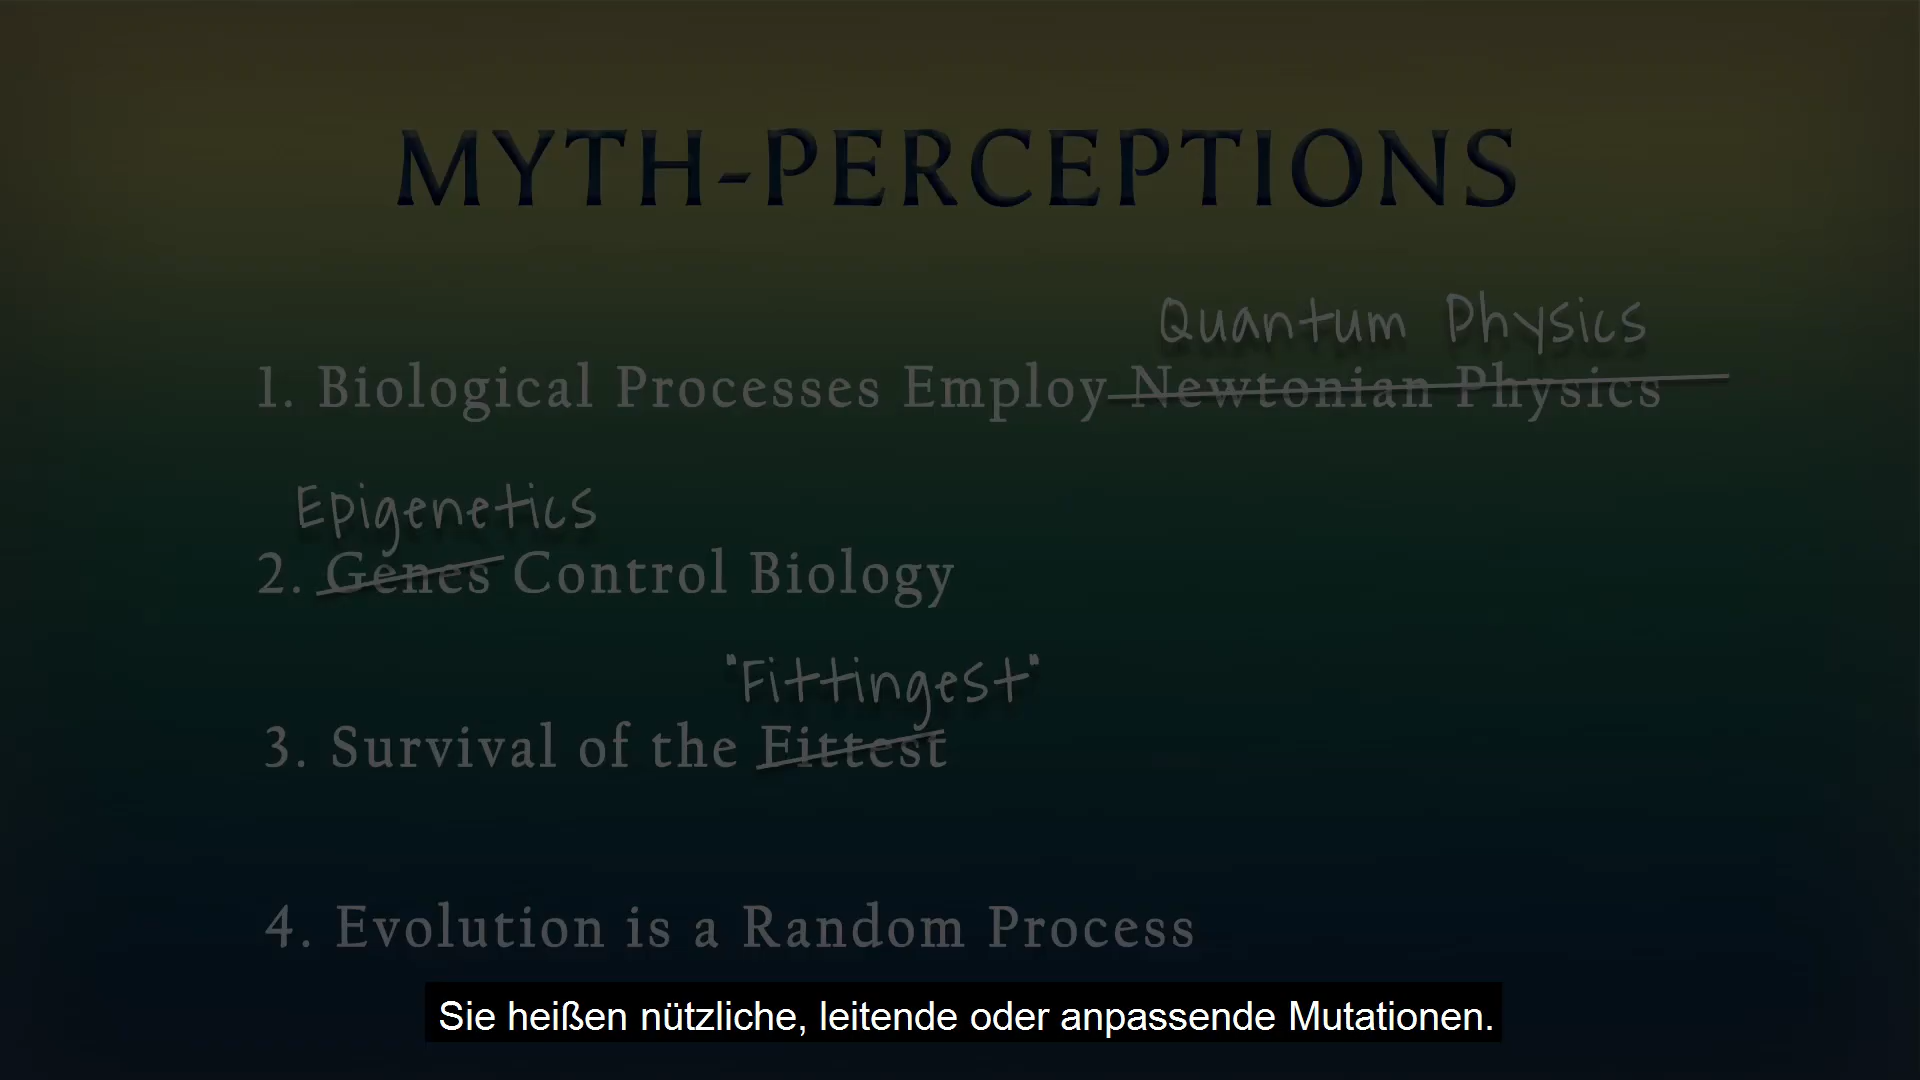 MYTH-PERCEPTIONS
Quantum Physics
1. Biological Processes Employ Newtonian Physics
Epigenetics
2. Genes Control Biology
"Fittingest"
3. Survival of the Fittest
4. Evolution is a Random Process
Sie heißen nützliche, leitende oder anpassende Mutationen.